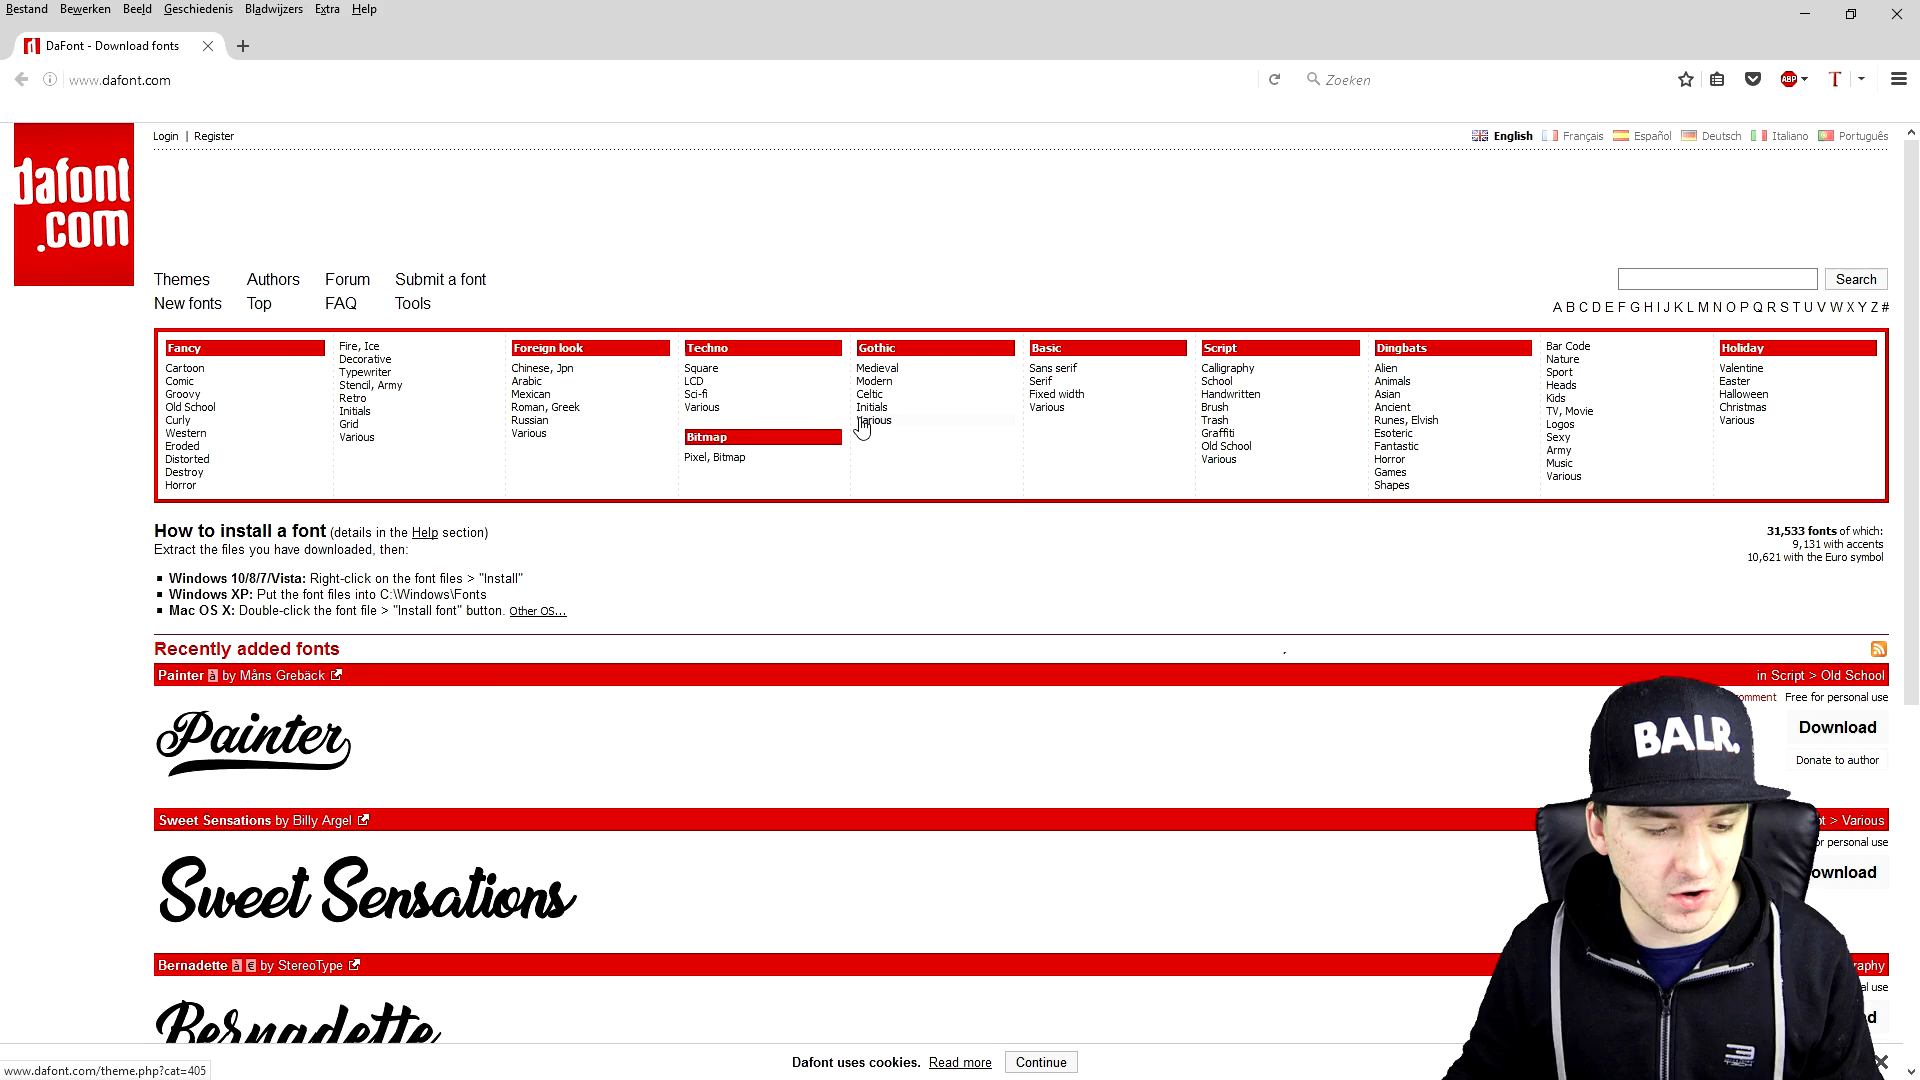 Bestand Bewerken Beeld Geschiedenis Bladwijzers Extra Help
DaFont - Download fonts
www.dafont.com
Zoeken
ABP
T
dafont
.com
Login | Register
English Français Español Deutsch Italiano Português
Themes Authors Forum Submit a font
New fonts Top FAQ Tools
Search
A B C D E F G H I J K L M N O P Q R S T U V W X Y Z #
Fancy
Cartoon
Comic
Groovy
Old School
Curly
Western
Eroded
Distorted
Destroy
Horror
Fire, Ice
Decorative
Typewriter
Stencil, Army
Retro
Initials
Grid
Various
Foreign look
Chinese, Jpn
Arabic
Mexican
Roman, Greek
Russian
Various
Techno
Square
LCD
Sci-fi
Various
Bitmap
Pixel, Bitmap
Gothic
Medieval
Modern
Celtic
Initials
Various
Basic
Sans serif
Serif
Fixed width
Various
Script
Calligraphy
School
Handwritten
Brush
Trash
Graffiti
Old School
Various
Dingbats
Alien
Animals
Asian
Ancient
Runes, Elvish
Esoteric
Fantastic
Horror
Games
Shapes
Bar Code
Nature
Sport
Heads
Kids
TV, Movie
Logos
Sexy
Army
Music
Various
Holiday
Valentine
Easter
Halloween
Christmas
Various
How to install a font (details in the Help section)
Extract the files you have downloaded, then:
Windows 10/8/7/Vista: Right-click on the font files > "Install"
Windows XP: Put the font files into C:\Windows\Fonts
Mac OS X: Double-click the font file > "Install font" button. Other OS...
31,533 fonts of which:
9,131 with accents
10,621 with the Euro symbol
Recently added fonts
Painter à by Måns Grebäck
in Script > Old School
omment Free for personal use
Painter
Download
Donate to author
BALR.
Sweet Sensations by Billy Argel
pt > Various
or personal use
Sweet Sensations
ownload
Bernadette à € by StereoType
raphy
al use
Bernadette
d
Dafont uses cookies. Read more Continue
www.dafont.com/theme.php?cat=405